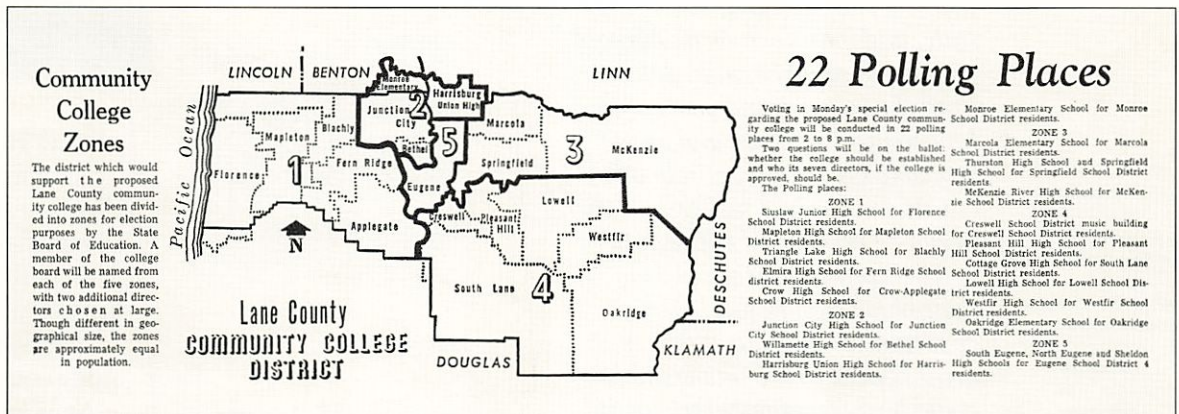 Community
College
Zones
The district which would
support the proposed
Lane County commun-
ity college has been divid-
ed into zones for election
purposes by the State
Board of Education. A
member of the college
board will be named from
each of the five zones,
with two additional direc-
tors chosen at large.
Though different in geo-
graphical size, the zones
are approximately equal
in population.
LINCOLN
BENTON
LINN
Pacific Ocean
Monroe
Elementary
Harrisburg
Union High
2
Junction
City
Bethel
5
Mapleton
Blachly
Marcola
3
McKenzie
Florence
1
Fern Ridge
Springfield
Eugene
Lowell
N
Applegate
Creswell
Pleasant
Hill
Westfir
South Lane
4
Oakridge
DESCHUTES
KLAMATH
DOUGLAS
Lane County
COMMUNITY COLLEGE
DISTRICT
22 Polling Places
Voting in Monday's special election re-
garding the proposed Lane County commun-
ity college will be conducted in 22 polling
places from 2 to 8 p.m.
Two questions will be on the ballot:
whether the college should be established
and who its seven directors, if the college is
approved, should be.
The Polling places:
ZONE 1
Siuslaw Junior High School for Florence
School District residents.
Mapleton High School for Mapleton School
District residents.
Triangle Lake High School for Blachly
School District residents.
Elmira High School for Fern Ridge School
district residents.
Crow High School for Crow-Applegate
School District residents.
ZONE 2
Junction City High School for Junction
City School District residents.
Willamette High School for Bethel School
District residents.
Harrisburg Union High School for Harris-
burg School District residents.
Monroe Elementary School for Monroe
School District residents.
ZONE 3
Marcola Elementary School for Marcola
School District residents.
Thurston High School and Springfield
High School for Springfield School District
residents.
McKenzie River High School for McKen-
zie School District residents.
ZONE 4
Creswell School District music building
for Creswell School District residents.
Pleasant Hill High School for Pleasant
Hill School District residents.
Cottage Grove High School for South Lane
School District residents.
Lowell High School for Lowell School Dis-
trict residents.
Westfir High School for Westfir School
District residents.
Oakridge Elementary School for Oakridge
School District residents.
ZONE 5
South Eugene, North Eugene and Sheldon
High Schools for Eugene School District 4
residents.